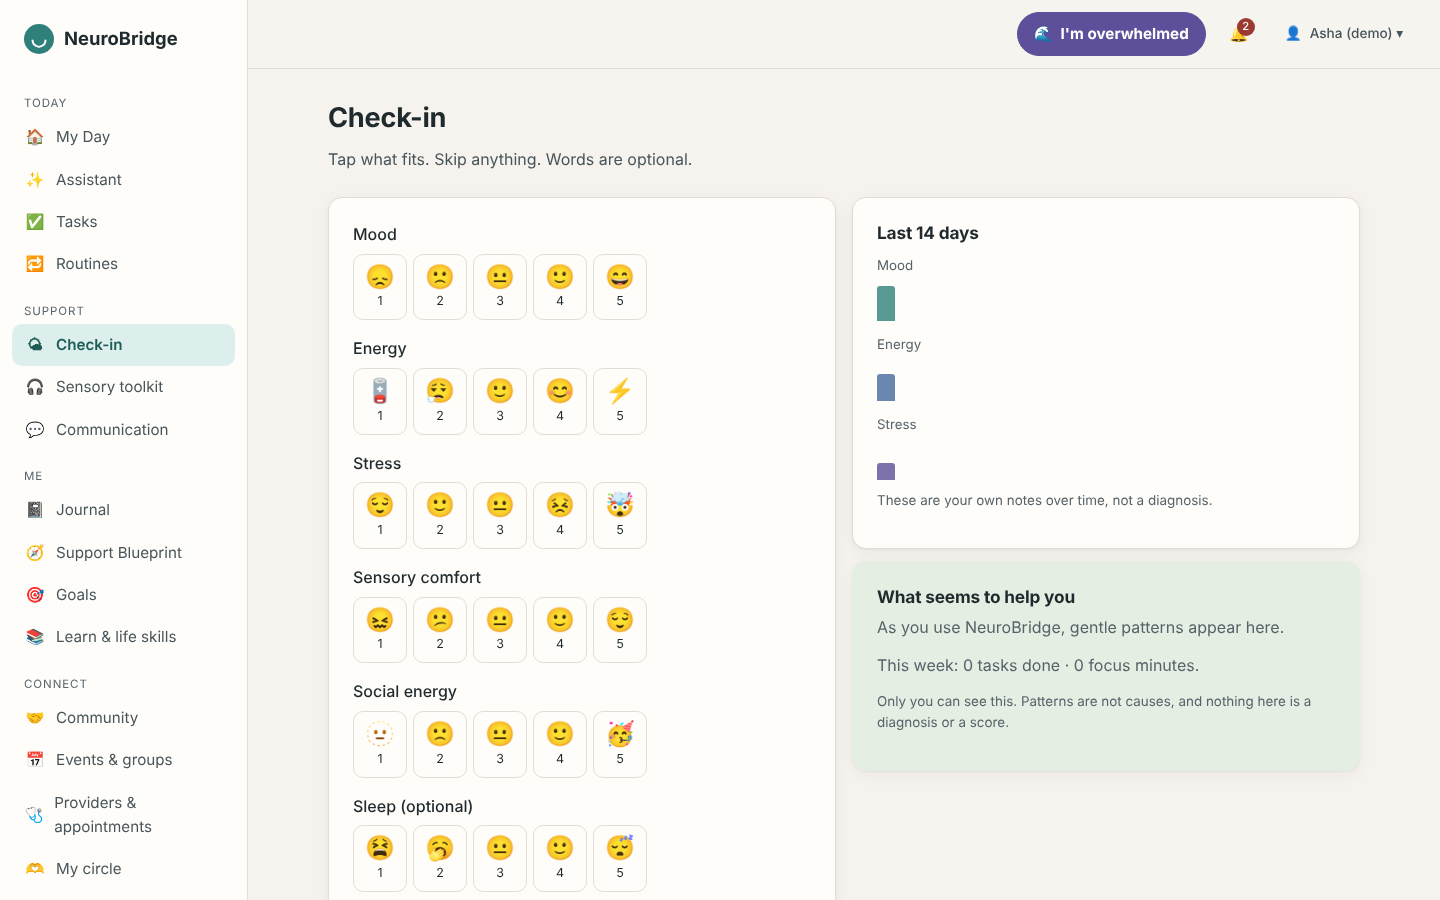 NeuroBridge
I'm overwhelmed
2
Asha (demo) ▾
TODAY
My Day
Assistant
Tasks
Routines
SUPPORT
Check-in
Sensory toolkit
Communication
ME
Journal
Support Blueprint
Goals
Learn & life skills
CONNECT
Community
Events & groups
Providers &
appointments
My circle
Check-in
Tap what fits. Skip anything. Words are optional.
Mood
1 2 3 4 5
Energy
1 2 3 4 5
Stress
1 2 3 4 5
Sensory comfort
1 2 3 4 5
Social energy
1 2 3 4 5
Sleep (optional)
1 2 3 4 5
Last 14 days
Mood
Energy
Stress
These are your own notes over time, not a diagnosis.
What seems to help you
As you use NeuroBridge, gentle patterns appear here.
This week: 0 tasks done · 0 focus minutes.
Only you can see this. Patterns are not causes, and nothing here is a
diagnosis or a score.